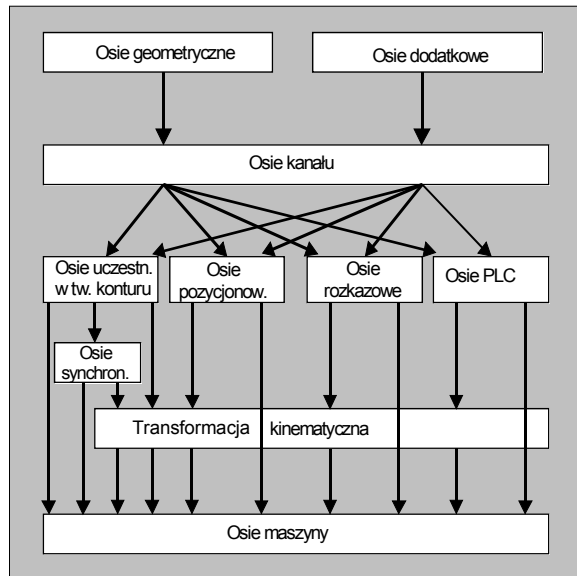 Osie geometryczne
Osie dodatkowe
Osie kanału
Osie uczestn.
w tw. konturu
Osie
pozycjonow.
Osie
rozkazowe
Osie PLC
Osie
synchron.
Transformacja kinematyczna
Osie maszyny